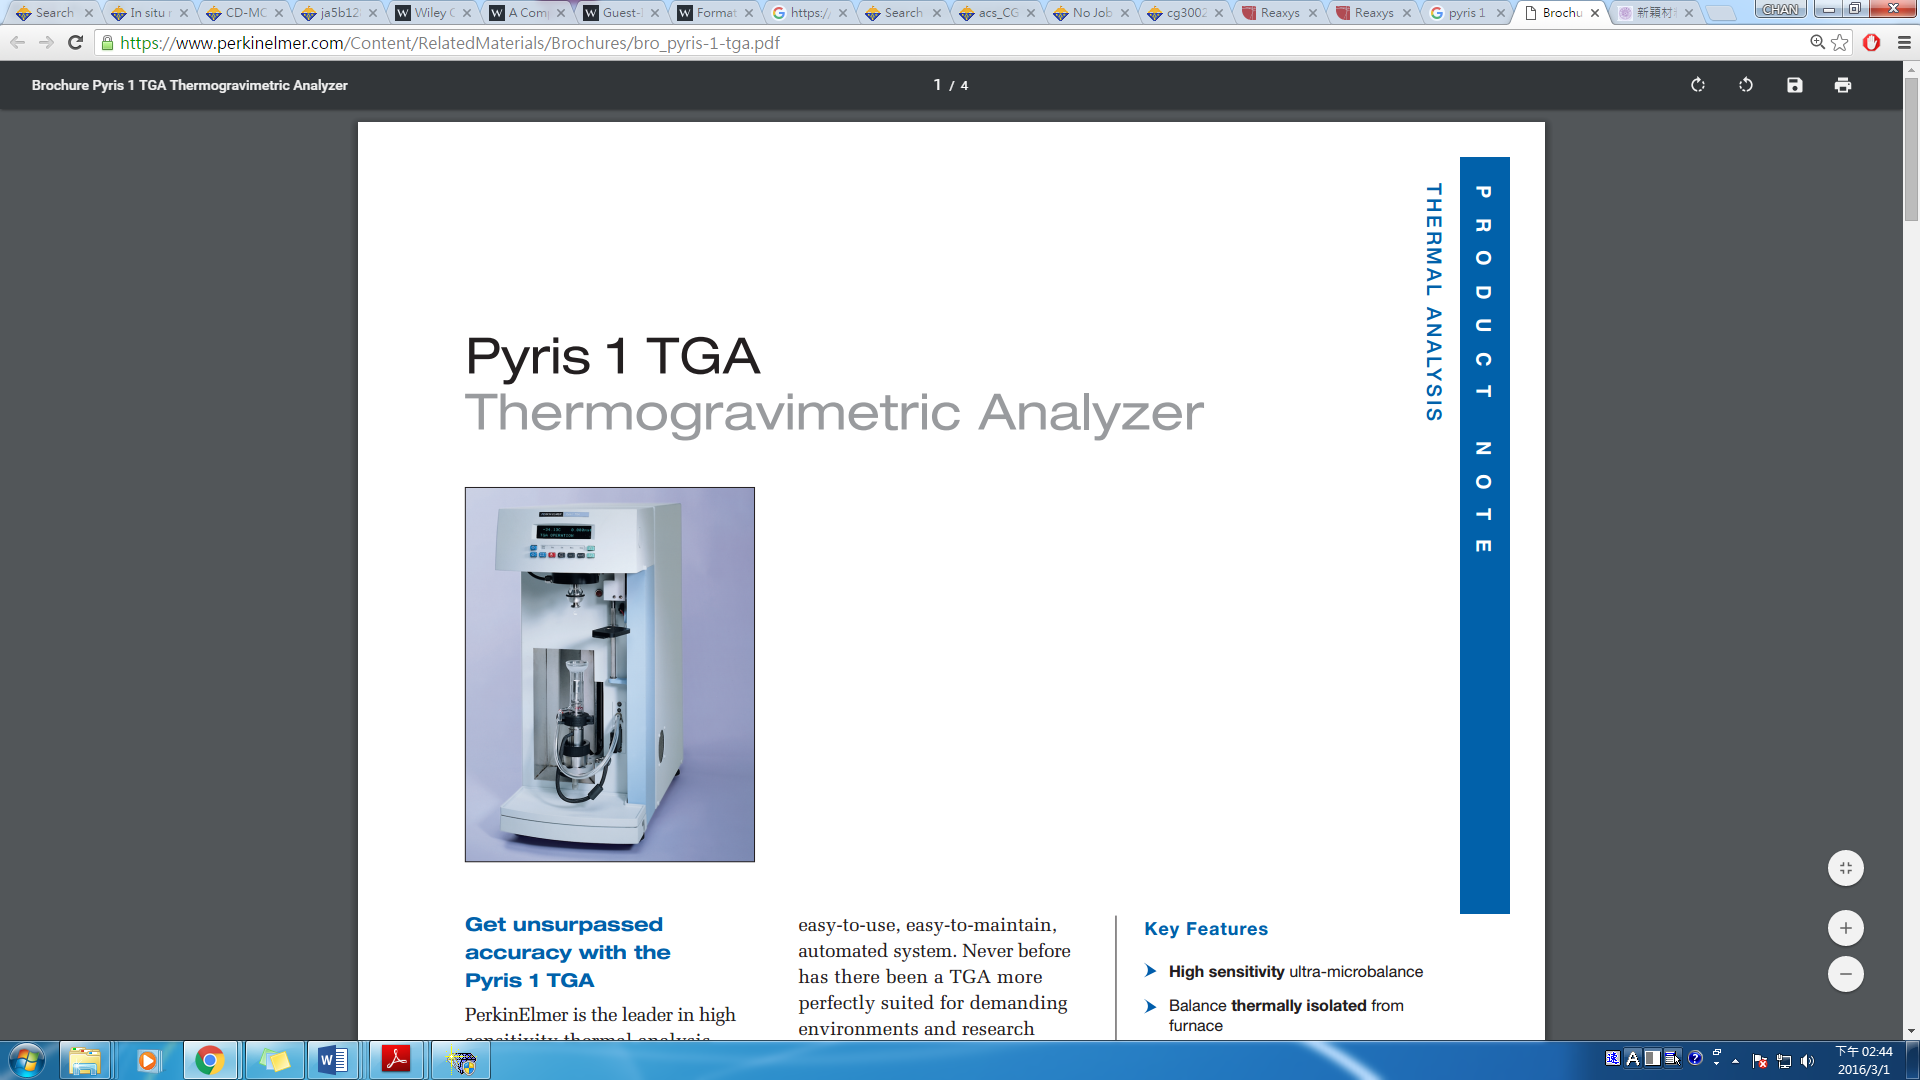 Search
In situ r
CD-MC
ja5b12
Wiley C
A Com
Guest-
Format
https:/
Search
acs_CG
No Job
cg3002
Reaxys
Reaxys
pyris 1
Brochu
新穎材
CHAN
https://www.perkinelmer.com/Content/RelatedMaterials/Brochures/bro_pyris-1-tga.pdf
Brochure Pyris 1 TGA Thermogravimetric Analyzer
1 / 4
PRODUCT NOTE
THERMAL ANALYSIS
Pyris 1 TGA
Thermogravimetric Analyzer
Get unsurpassed
accuracy with the
Pyris 1 TGA
PerkinElmer is the leader in high
sensitivity thermal analysis
easy-to-use, easy-to-maintain,
automated system. Never before
has there been a TGA more
perfectly suited for demanding
environments and research
Key Features
High sensitivity ultra-microbalance
Balance thermally isolated from
furnace
下午 02:44
2016/3/1